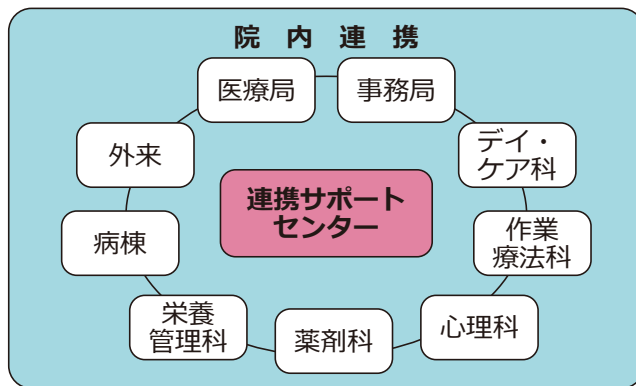 院内連携
医療局
事務局
外来
デイ・
ケア科
連携サポート
センター
病棟
作業
療法科
栄養
管理科
薬剤科
心理科